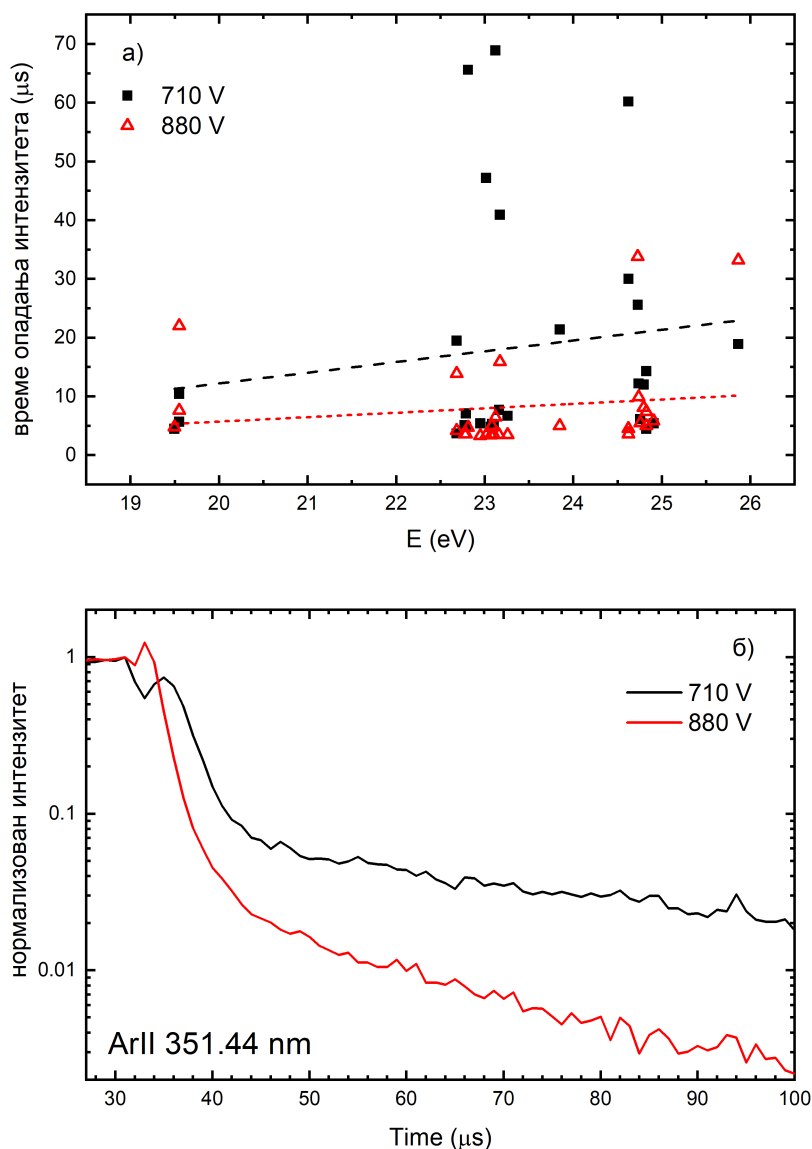 а)
710 V
880 V
време опадања интензитета (μs)
70
60
50
40
30
20
10
0
19 20 21 22 23 24 25 26
E (eV)
б)
710 V
880 V
нормализован интензитет
1
0.1
0.01
ArII 351.44 nm
30 40 50 60 70 80 90 100
Time (μs)